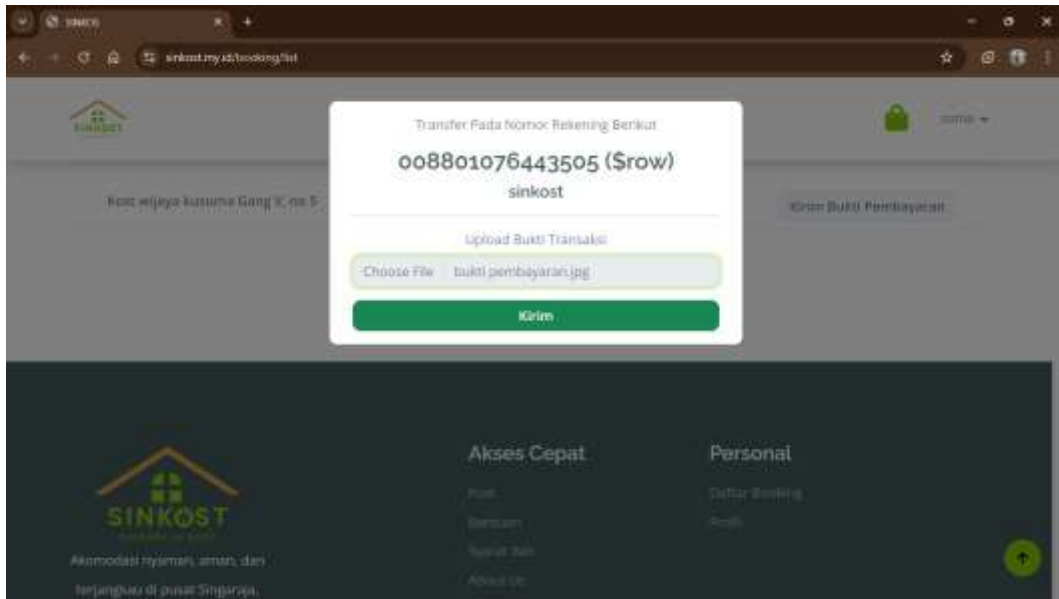 SINKOS
sinkost.my.id/booking/list
SINKOST
Transfer Pada Nomor Rekening Berikut
008801076443505 ($row)
sinkost
Kost wijaya kusuma Gang V, no 5
Kirim Bukti Pembayaran
Upload Bukti Transaksi
Choose File bukti pembayaran.jpg
Kirim
SINKOST
Akomodasi nyaman, aman, dan
terjangkau di pusat Singaraja,
Akses Cepat
Kost
Bantuan
About Us
Personal
Daftar Booking
Profil